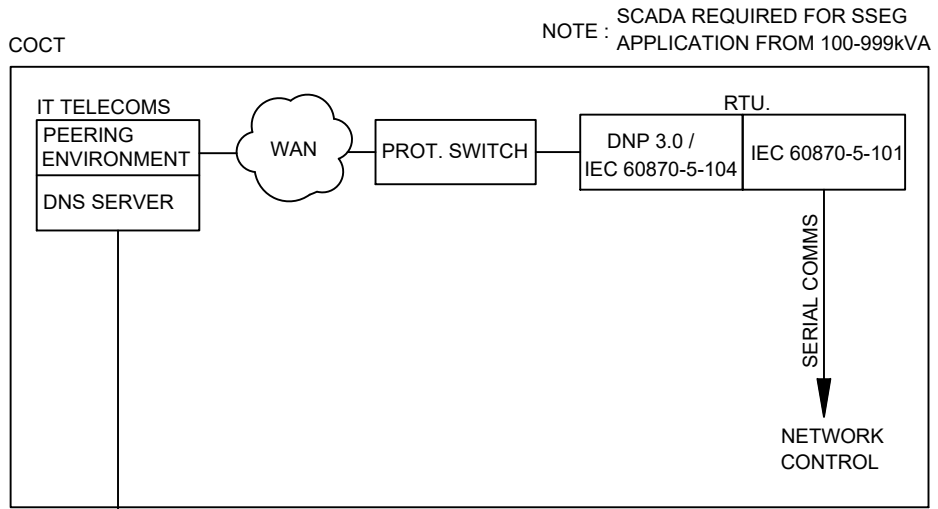 NOTE : SCADA REQUIRED FOR SSEG
APPLICATION FROM 100-999kVA
COCT
IT TELECOMS
PEERING
ENVIRONMENT
DNS SERVER
WAN
PROT. SWITCH
RTU.
DNP 3.0 /
IEC 60870-5-104
IEC 60870-5-101
SERIAL COMMS
NETWORK
CONTROL